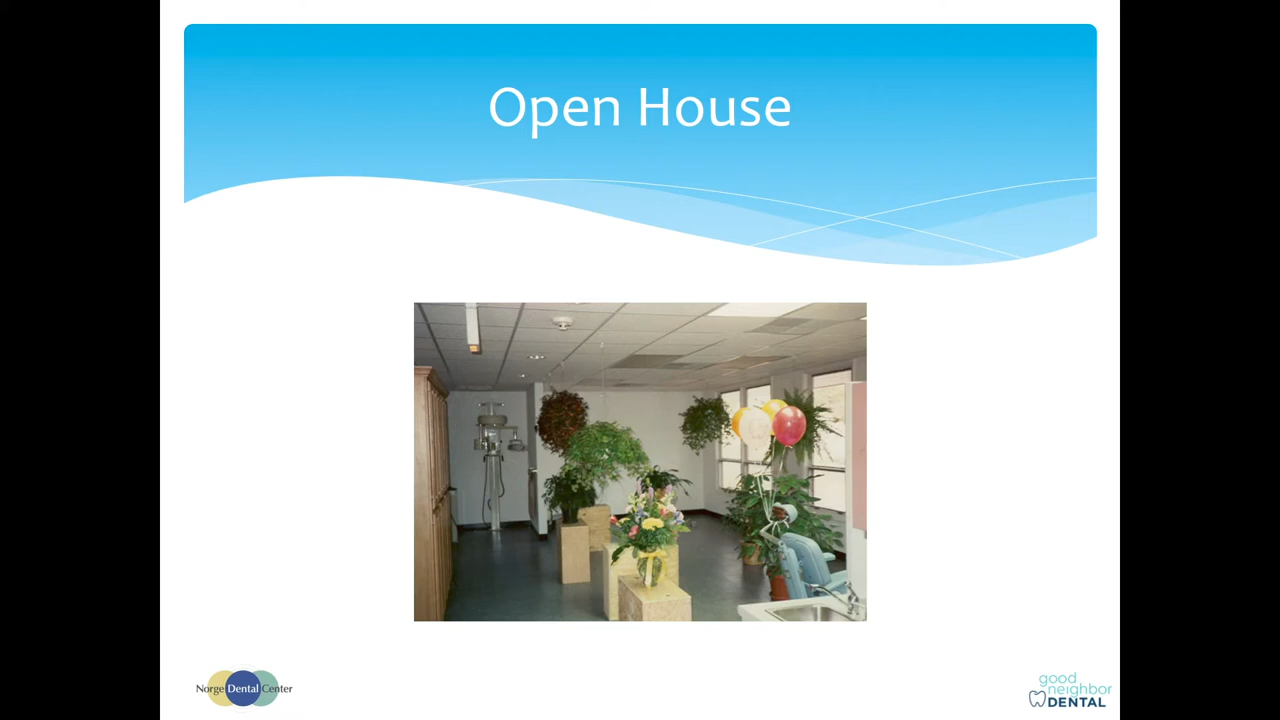 Open House
Norge Dental Center
good
neighbor
DENTAL